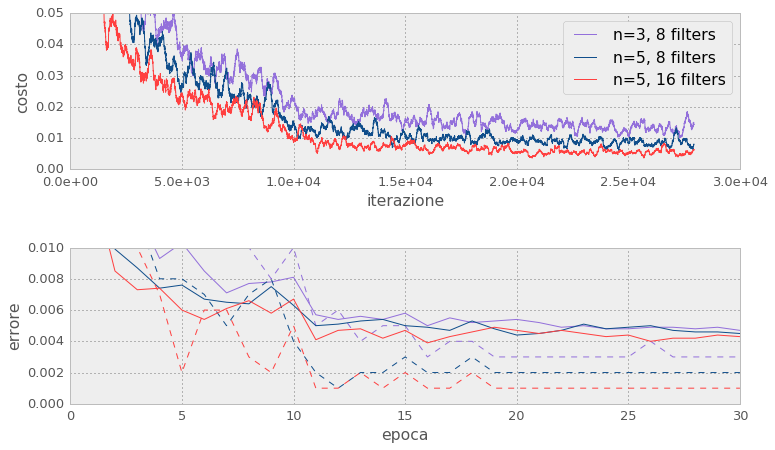 0.05
0.04
0.03
0.02
0.01
0.00
costo
n=3, 8 filters
n=5, 8 filters
n=5, 16 filters
0.0e+00 5.0e+03 1.0e+04 1.5e+04 2.0e+04 2.5e+04 3.0e+04
iterazione
0.010
0.008
0.006
0.004
0.002
0.000
errore
0 5 10 15 20 25 30
epoca